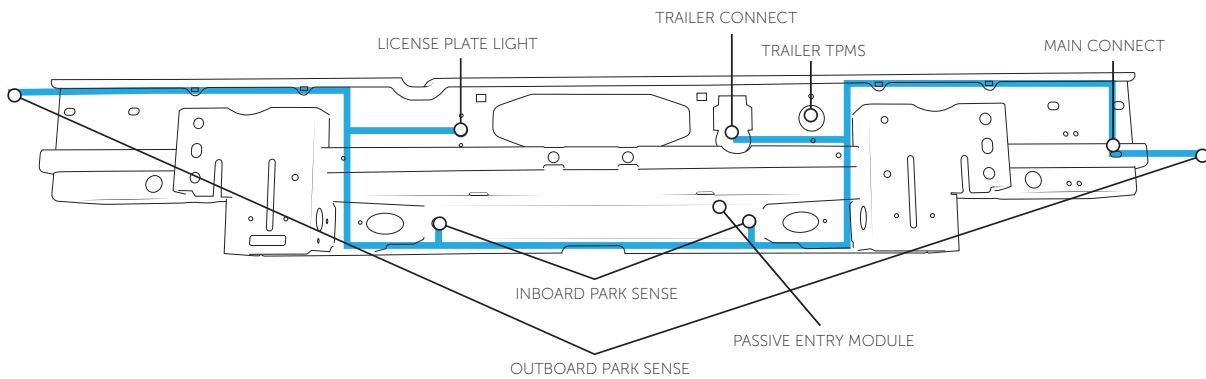 TRAILER CONNECT
LICENSE PLATE LIGHT
TRAILER TPMS
MAIN CONNECT
INBOARD PARK SENSE
PASSIVE ENTRY MODULE
OUTBOARD PARK SENSE